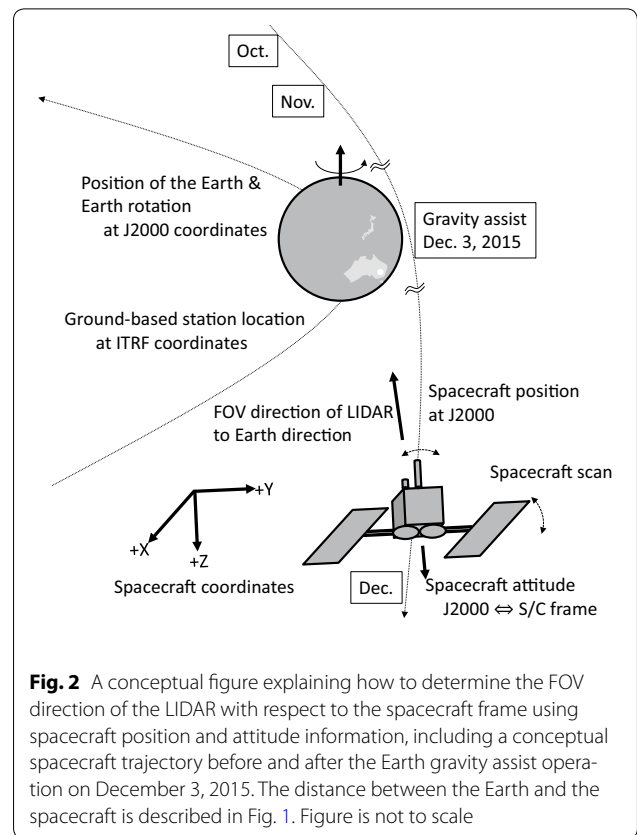 Oct.
Nov.
Position of the Earth &
Earth rotation
at J2000 coordinates
Gravity assist
Dec. 3, 2015
Ground-based station location
at ITRF coordinates
FOV direction of LIDAR
to Earth direction
Spacecraft position
at J2000
Spacecraft scan
+Y
+X
+Z
Spacecraft coordinates
Dec.
Spacecraft attitude
J2000 ⇔ S/C frame
Fig. 2 A conceptual figure explaining how to determine the FOV
direction of the LIDAR with respect to the spacecraft frame using
spacecraft position and attitude information, including a conceptual
spacecraft trajectory before and after the Earth gravity assist opera-
tion on December 3, 2015. The distance between the Earth and the
spacecraft is described in Fig. 1. Figure is not to scale